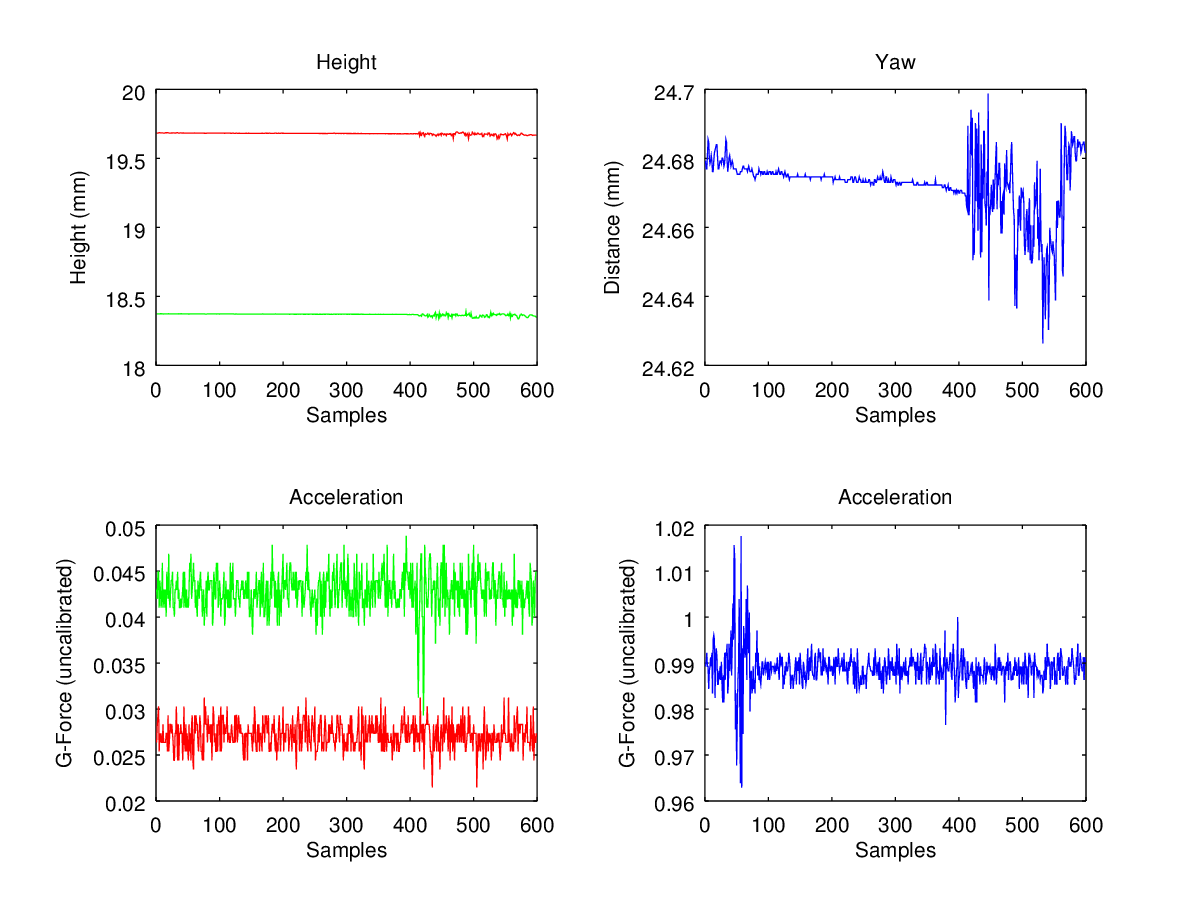 Height
20
19.5
19
18.5
18
Height (mm)
0 100 200 300 400 500 600
Samples
Yaw
24.7
24.68
24.66
24.64
24.62
Distance (mm)
0 100 200 300 400 500 600
Samples
Acceleration
0.05
0.045
0.04
0.035
0.03
0.025
0.02
G-Force (uncalibrated)
0 100 200 300 400 500 600
Samples
Acceleration
1.02
1.01
1
0.99
0.98
0.97
0.96
G-Force (uncalibrated)
0 100 200 300 400 500 600
Samples